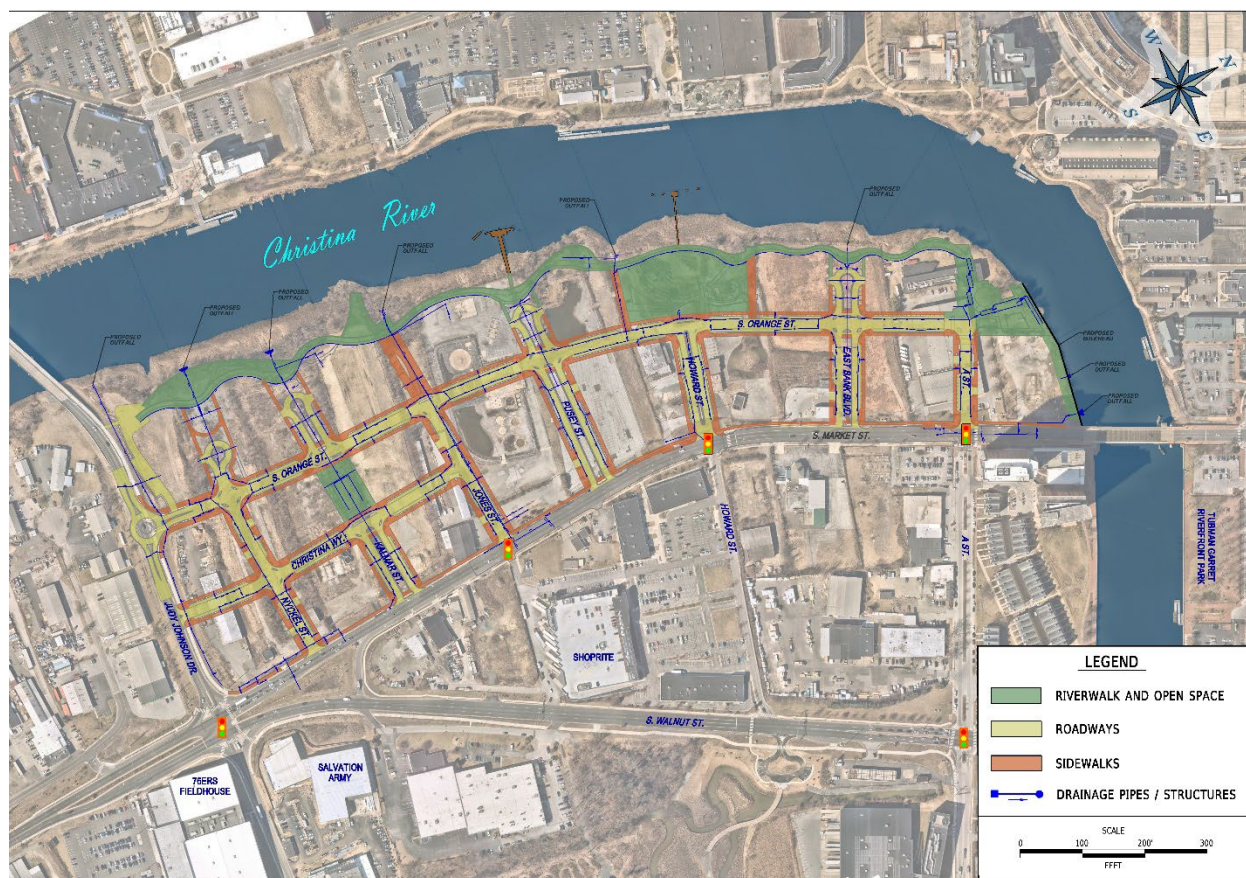 W
N
S
E
Christina River
PROPOSED
OUTFALL
PROPOSED
OUTFALL
PROPOSED
OUTFALL
PROPOSED
OUTFALL
PROPOSED
OUTFALL
PROPOSED
OUTFALL
S. ORANGE ST.
HOWARD ST.
EAST BANK BLVD.
A ST.
PROPOSED
BULKHEAD
PROPOSED
OUTFALL
PROPOSED
OUTFALL
PUSEY ST.
S. MARKET ST.
S. ORANGE ST.
JONES ST.
CHRISTINA WY.
KALMAR ST.
NYCKEL ST.
JUDY JOHNSON DR.
HOWARD ST.
A ST.
TUBMAN GARRET
RIVERFRONT PARK
SHOPRITE
S. WALNUT ST.
SALVATION
ARMY
76ERS
FIELDHOUSE
LEGEND
RIVERWALK AND OPEN SPACE
ROADWAYS
SIDEWALKS
DRAINAGE PIPES / STRUCTURES
SCALE
0 100 200' 300
FEET